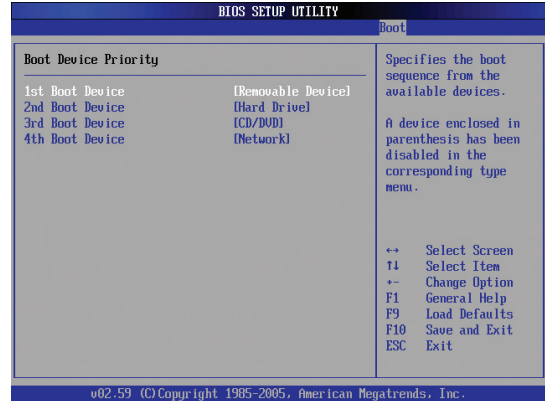 BIOS SETUP UTILITY
Boot
Boot Device Priority
1st Boot Device [Removable Device]
2nd Boot Device [Hard Drive]
3rd Boot Device [CD/DVD]
4th Boot Device [Network]
Specifies the boot
sequence from the
available devices.
A device enclosed in
parenthesis has been
disabled in the
corresponding type
menu.
↔ Select Screen
↑↓ Select Item
+- Change Option
F1 General Help
F9 Load Defaults
F10 Save and Exit
ESC Exit
v02.59 (C)Copyright 1985-2005, American Megatrends, Inc.